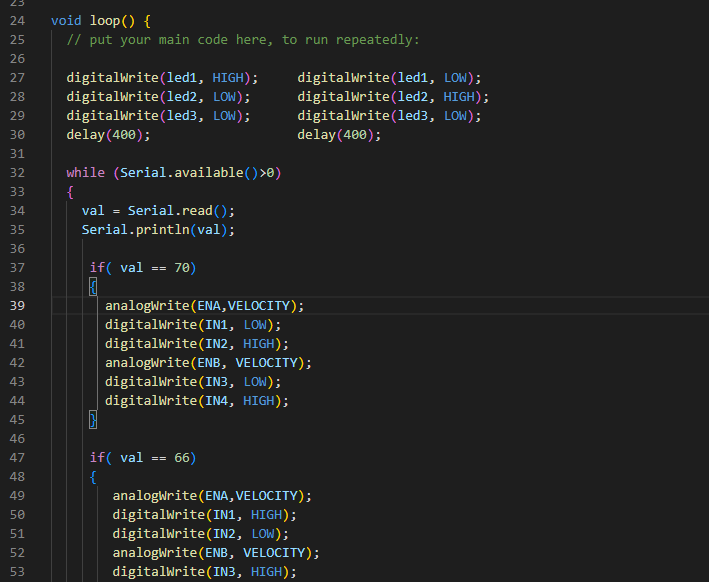 23
24 void loop() {
25 // put your main code here, to run repeatedly:
26
27 digitalWrite(led1, HIGH); digitalWrite(led1, LOW);
28 digitalWrite(led2, LOW); digitalWrite(led2, HIGH);
29 digitalWrite(led3, LOW); digitalWrite(led3, LOW);
30 delay(400); delay(400);
31
32 while (Serial.available()>0)
33 {
34 val = Serial.read();
35 Serial.println(val);
36
37 if( val == 70)
38 {
39 analogWrite(ENA,VELOCITY);
40 digitalWrite(IN1, LOW);
41 digitalWrite(IN2, HIGH);
42 analogWrite(ENB, VELOCITY);
43 digitalWrite(IN3, LOW);
44 digitalWrite(IN4, HIGH);
45 }
46
47 if( val == 66)
48 {
49 analogWrite(ENA,VELOCITY);
50 digitalWrite(IN1, HIGH);
51 digitalWrite(IN2, LOW);
52 analogWrite(ENB, VELOCITY);
53 digitalWrite(IN3, HIGH);